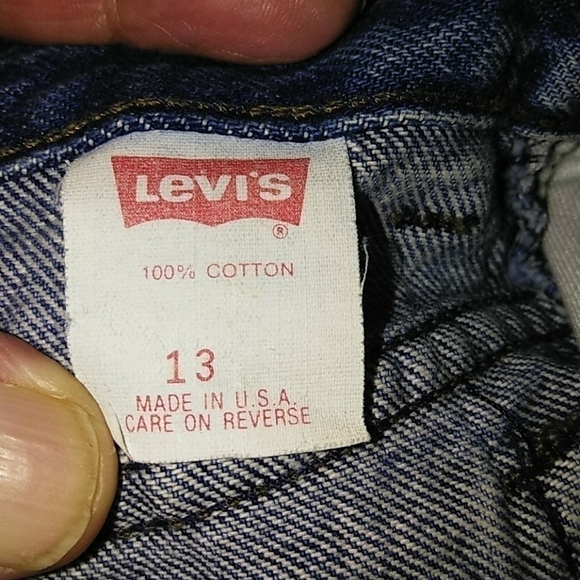 Levi's
®
100% COTTON
13
MADE IN U.S.A.
CARE ON REVERSE